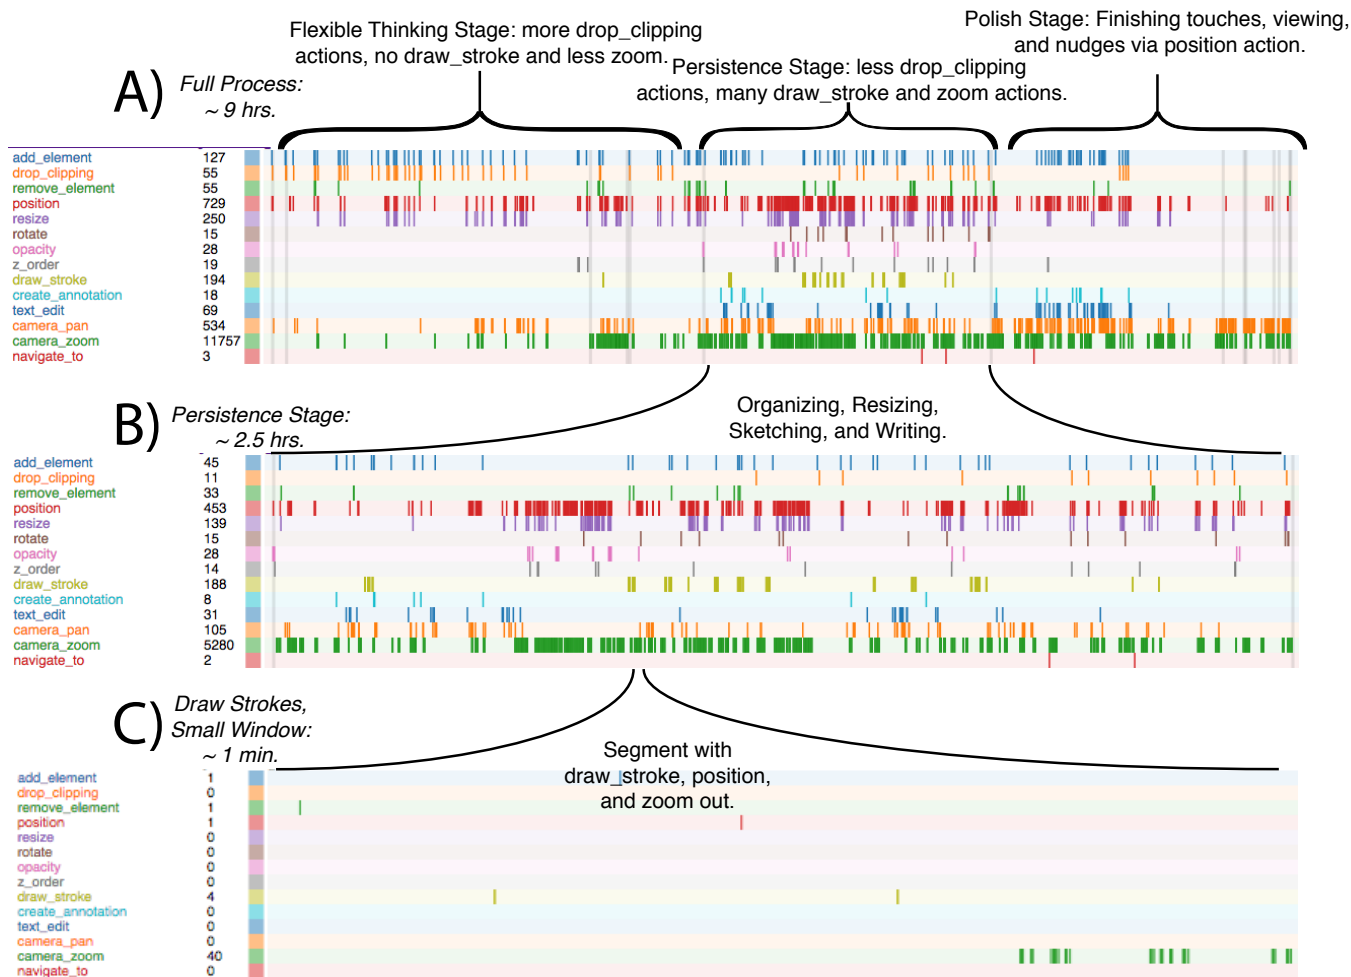 Flexible Thinking Stage: more drop_clipping
actions, no draw_stroke and less zoom.
Persistence Stage: less drop_clipping
actions, many draw_stroke and zoom actions.
Polish Stage: Finishing touches, viewing,
and nudges via position action.
A)
Full Process:
~ 9 hrs.
add_element 127
drop_clipping 55
remove_element 55
position 729
resize 250
rotate 15
opacity 28
z_order 19
draw_stroke 194
create_annotation 18
text_edit 69
camera_pan 534
camera_zoom 11757
navigate_to 3
B)
Persistence Stage:
~ 2.5 hrs.
Organizing, Resizing,
Sketching, and Writing.
add_element 45
drop_clipping 11
remove_element 33
position 453
resize 139
rotate 15
opacity 28
z_order 14
draw_stroke 188
create_annotation 8
text_edit 31
camera_pan 105
camera_zoom 5280
navigate_to 2
C)
Draw Strokes,
Small Window:
~ 1 min.
Segment with
draw_stroke, position,
and zoom out.
add_element 1
drop_clipping 0
remove_element 1
position 1
resize 0
rotate 0
opacity 0
z_order 0
draw_stroke 4
create_annotation 0
text_edit 0
camera_pan 0
camera_zoom 40
navigate_to 0